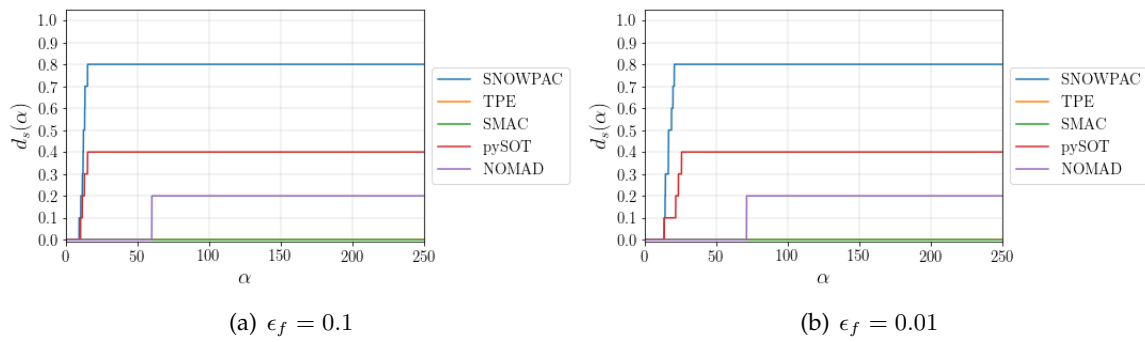 1.0
0.9
0.8
0.7
0.6
0.5
0.4
0.3
0.2
0.1
0.0
d_s(α)
0 50 100 150 200 250
α
SNOWPAC
TPE
SMAC
pySOT
NOMAD
(a) ϵ_f = 0.1
1.0
0.9
0.8
0.7
0.6
0.5
0.4
0.3
0.2
0.1
0.0
d_s(α)
0 50 100 150 200 250
α
SNOWPAC
TPE
SMAC
pySOT
NOMAD
(b) ϵ_f = 0.01